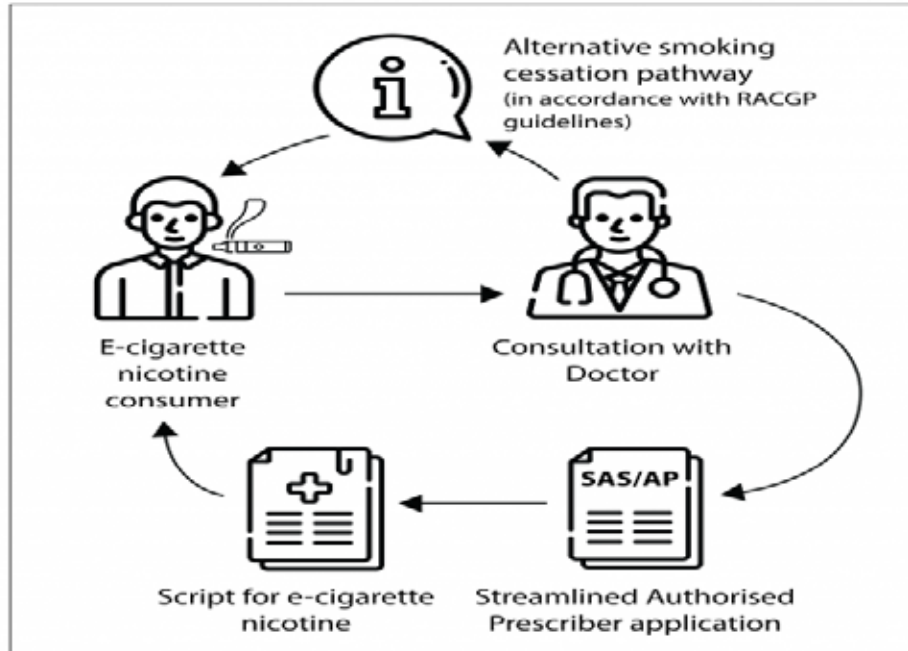 Alternative smoking
cessation pathway
(in accordance with RACGP
guidelines)
E-cigarette
nicotine
consumer
Consultation with
Doctor
SAS/AP
Script for e-cigarette
nicotine
Streamlined Authorised
Prescriber application